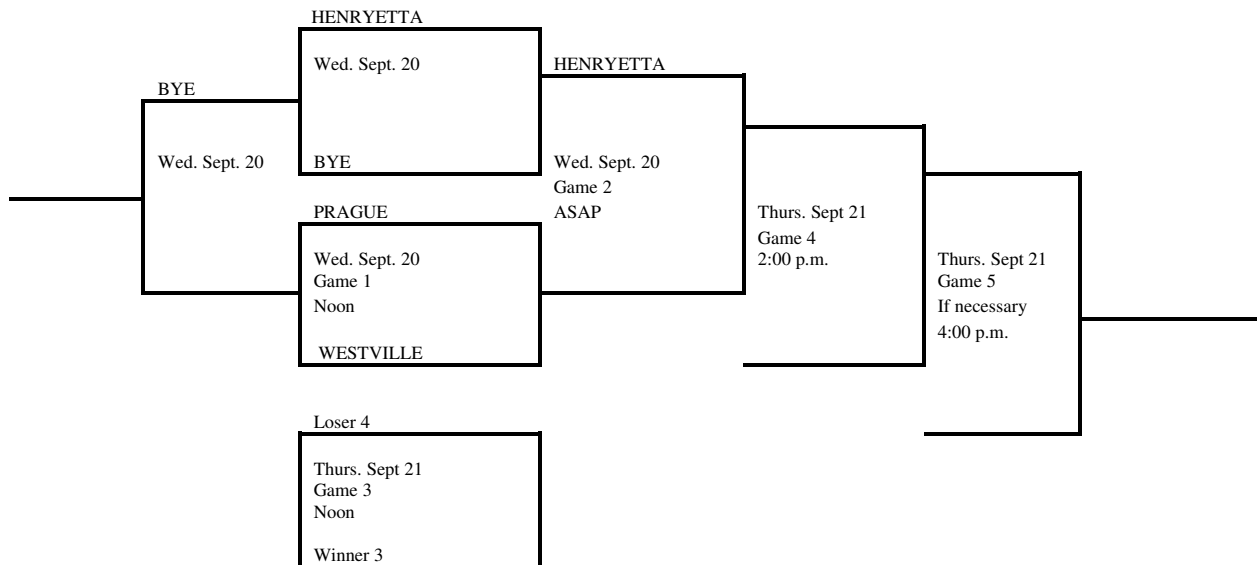 HENRYETTA
Wed. Sept. 20
HENRYETTA
BYE
Wed. Sept. 20
BYE
Wed. Sept. 20
Game 2
ASAP
PRAGUE
Thurs. Sept 21
Game 4
2:00 p.m.
Wed. Sept. 20
Game 1
Noon
Thurs. Sept 21
Game 5
If necessary
4:00 p.m.
WESTVILLE
Loser 4
Thurs. Sept 21
Game 3
Noon
Winner 3